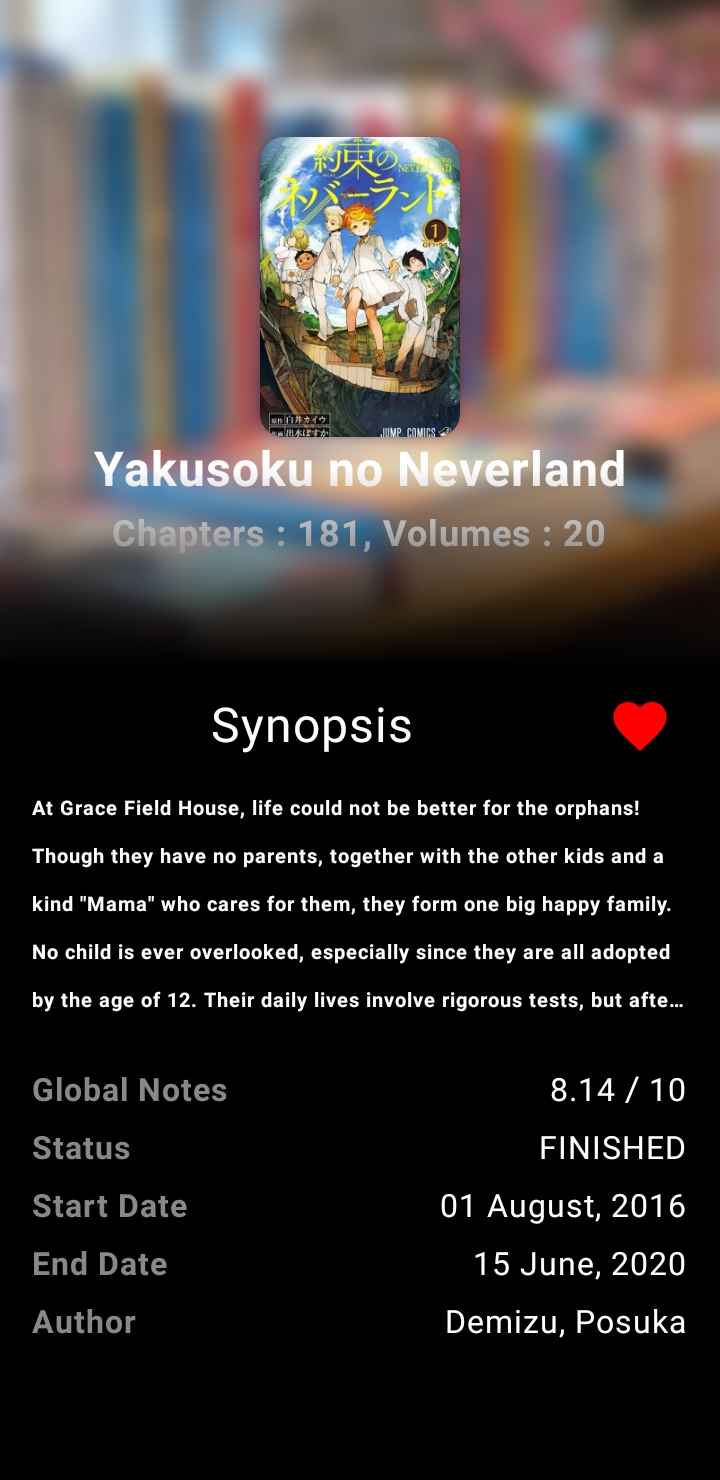 約束の
ネバーランド
1
原作 白井カイウ
作画 出水ぽすか
JUMP COMICS
Yakusoku no Neverland
Chapters : 181, Volumes : 20
Synopsis
At Grace Field House, life could not be better for the orphans!
Though they have no parents, together with the other kids and a
kind "Mama" who cares for them, they form one big happy family.
No child is ever overlooked, especially since they are all adopted
by the age of 12. Their daily lives involve rigorous tests, but afte…
Global Notes
8.14 / 10
Status
FINISHED
Start Date
01 August, 2016
End Date
15 June, 2020
Author
Demizu, Posuka